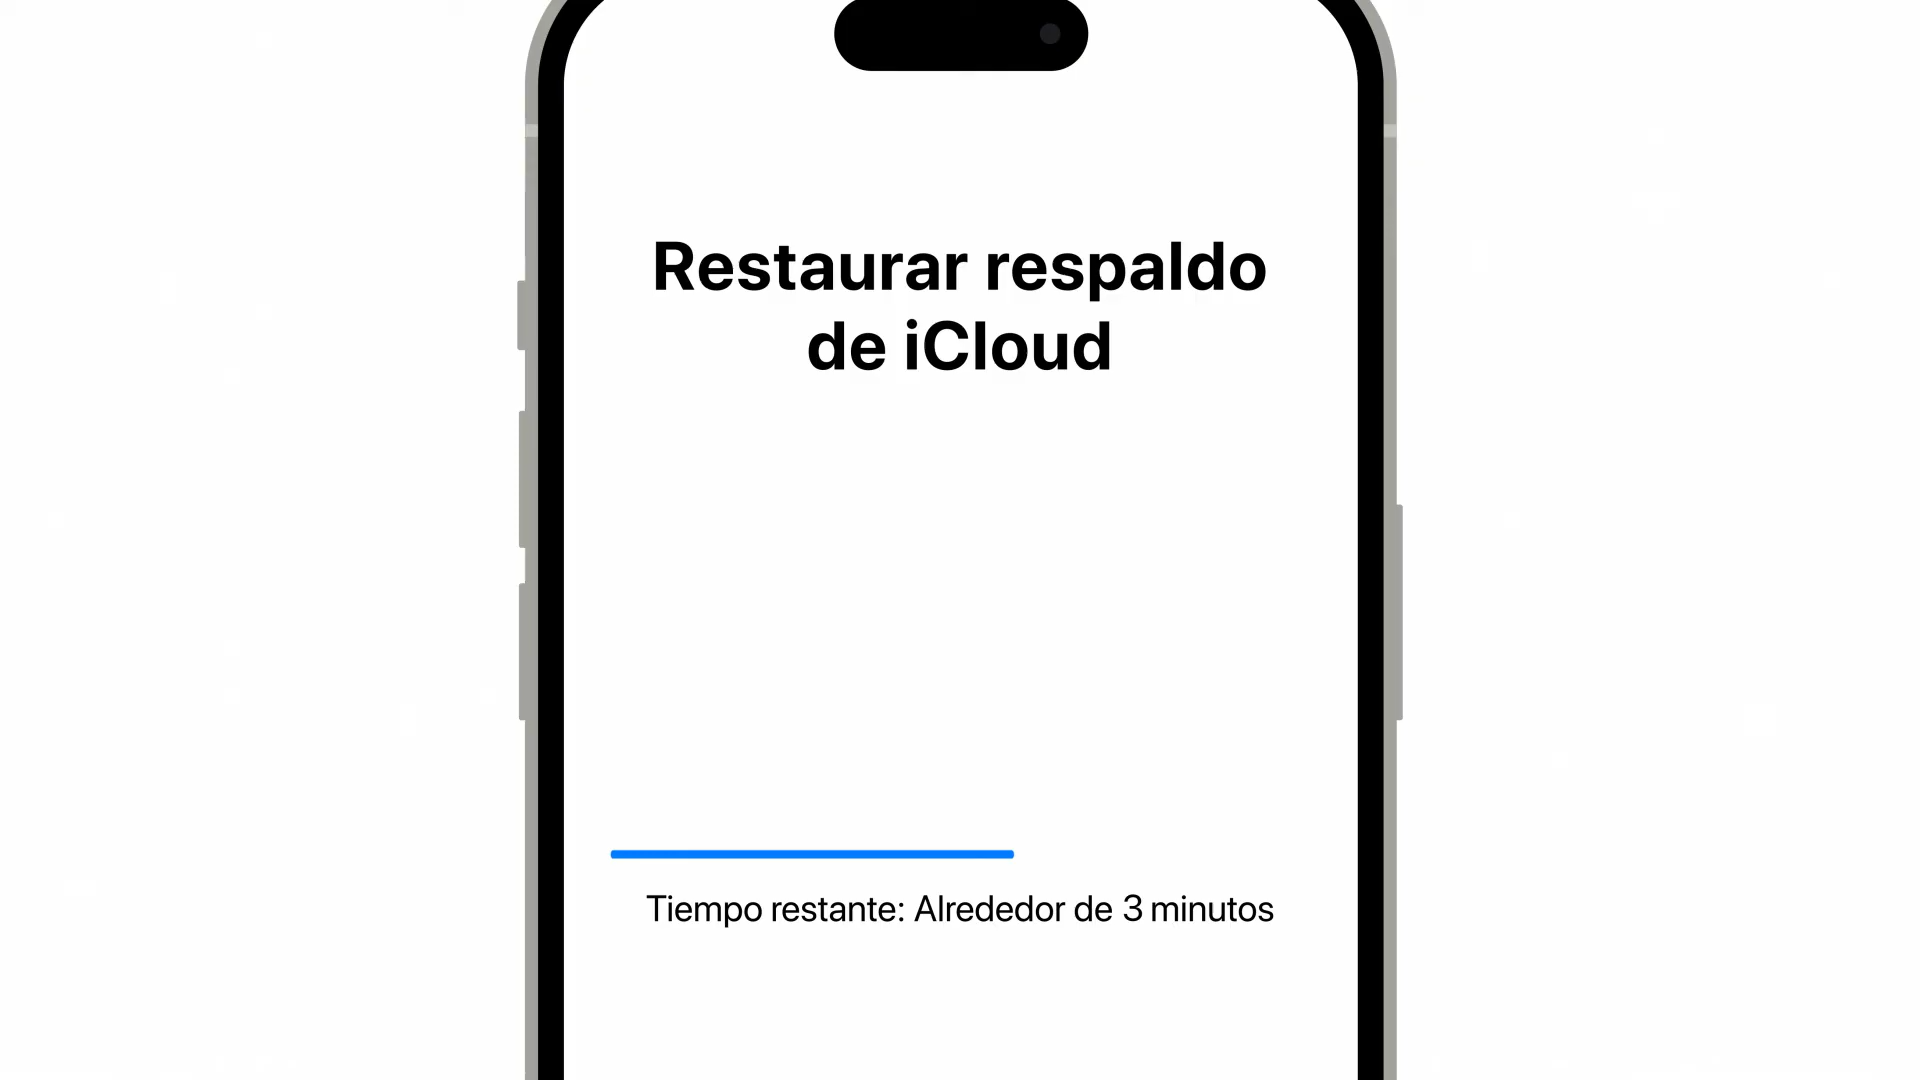 Restaurar respaldo
de iCloud
Tiempo restante: Alrededor de 3 minutos